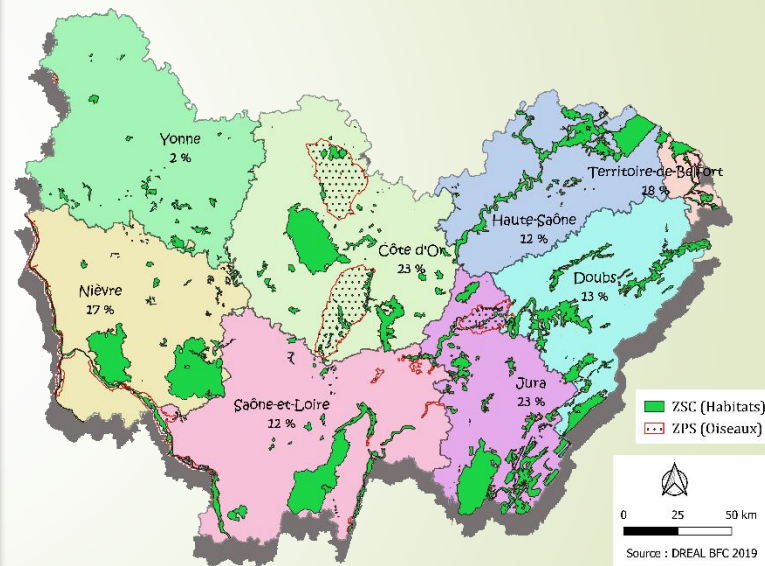 Yonne
2 %
Territoire-de-Belfort
18 %
Haute-Saône
12 %
Côte d'Or
23 %
Doubs
13 %
Nièvre
17 %
Jura
23 %
Saône-et-Loire
12 %
ZSC (Habitats)
ZPS (Oiseaux)
0 25 50 km
Source : DREAL BFC 2019